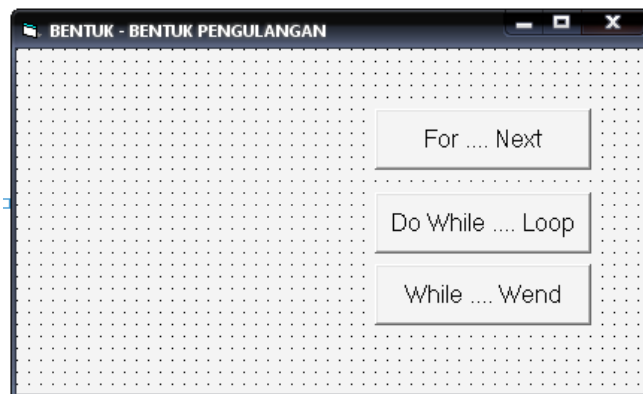 BENTUK - BENTUK PENGULANGAN
For .... Next
Do While .... Loop
While .... Wend